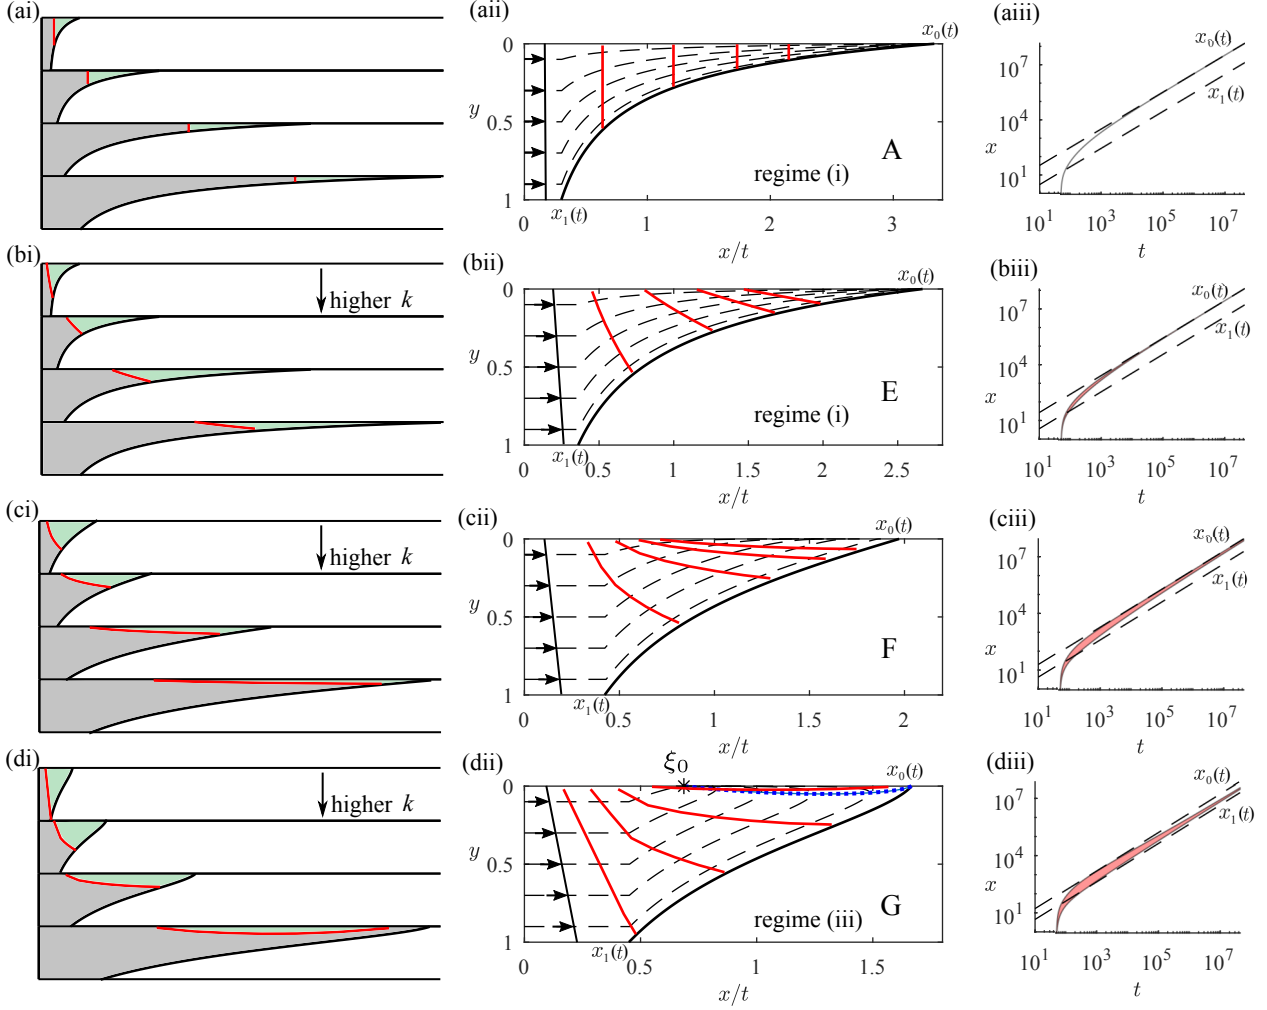 (ai)
(aii)
x₀(t)
0
y
0.5
1
A
regime (i)
x₁(t)
0
1
2
3
x/t
(aiii)
x₀(t)
x₁(t)
10⁷
10⁴
x
10¹
10¹
10³
10⁵
10⁷
t
(bi)
higher k
(bii)
x₀(t)
0
y
0.5
1
E
regime (i)
x₁(t)
0
0.5
1
1.5
2
2.5
x/t
(biii)
x₀(t)
x₁(t)
10⁷
10⁴
x
10¹
10¹
10³
10⁵
10⁷
t
(ci)
higher k
(cii)
x₀(t)
0
y
0.5
1
F
x₁(t)
0
0.5
1
1.5
2
x/t
(ciii)
x₀(t)
x₁(t)
10⁷
10⁴
x
10¹
10¹
10³
10⁵
10⁷
t
(di)
higher k
(dii)
ξ₀
x₀(t)
0
y
0.5
1
G
regime (iii)
x₁(t)
0
0.5
1
1.5
x/t
(diii)
x₀(t)
x₁(t)
10⁷
10⁴
x
10¹
10¹
10³
10⁵
10⁷
t